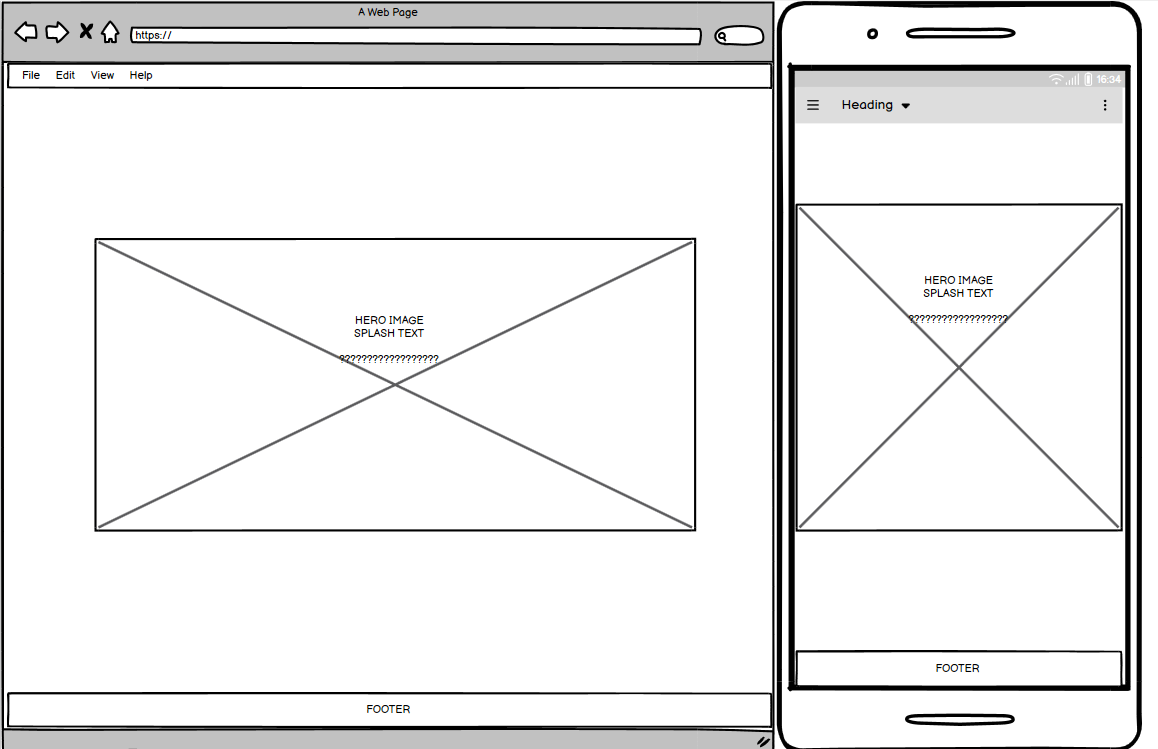 A Web Page
https://
File Edit View Help
HERO IMAGE
SPLASH TEXT
??????????????????
FOOTER
16:34
Heading
HERO IMAGE
SPLASH TEXT
??????????????????
FOOTER